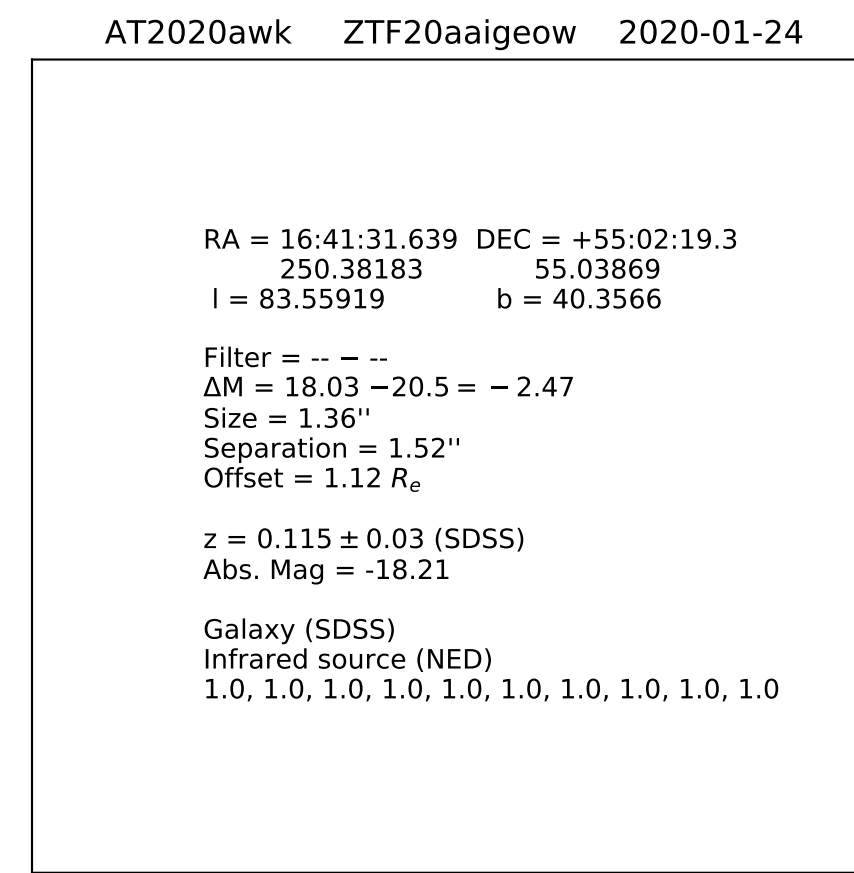 AT2020awk ZTF20aaigeow 2020-01-24
RA = 16:41:31.639 DEC = +55:02:19.3
250.38183 55.03869
l = 83.55919 b = 40.3566
Filter = -- − --
ΔM = 18.03 −20.5 = − 2.47
Size = 1.36''
Separation = 1.52''
Offset = 1.12 Rₑ
z = 0.115 ± 0.03 (SDSS)
Abs. Mag = -18.21
Galaxy (SDSS)
Infrared source (NED)
1.0, 1.0, 1.0, 1.0, 1.0, 1.0, 1.0, 1.0, 1.0, 1.0